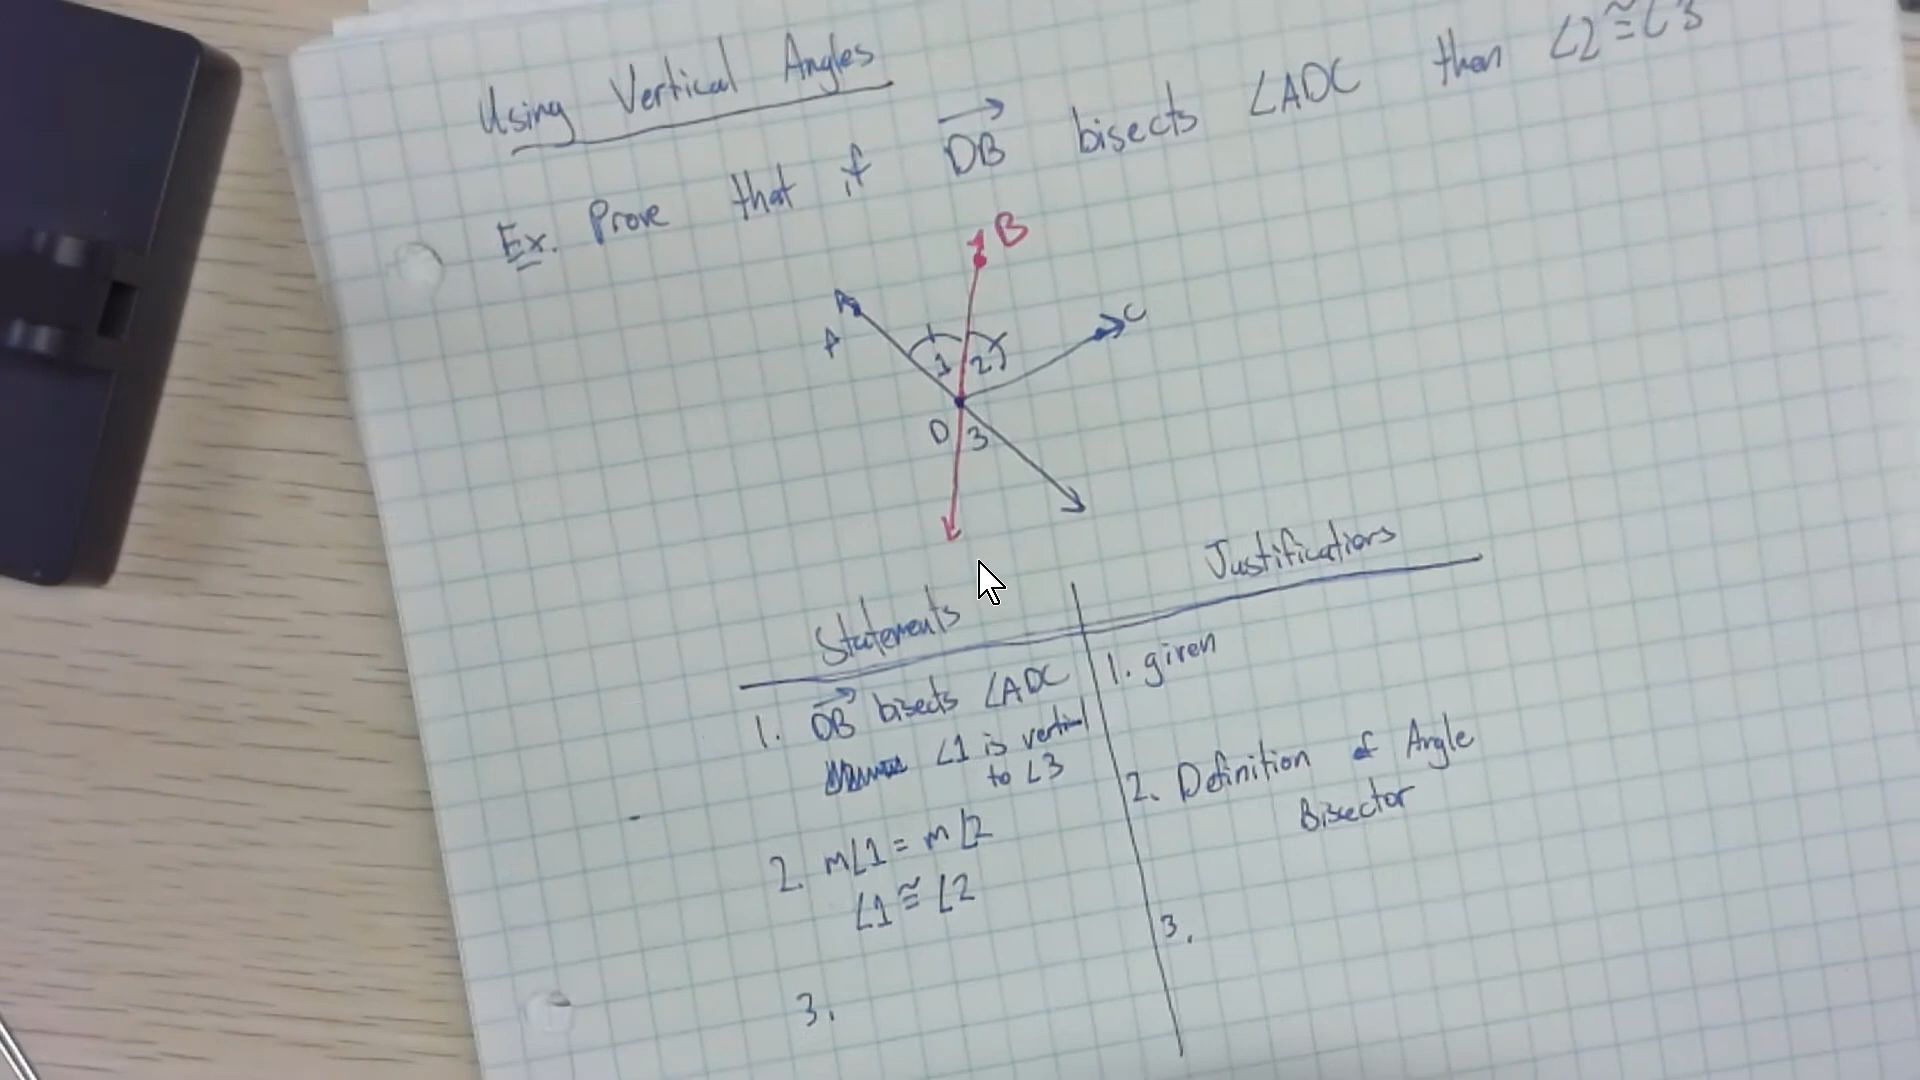 Using Vertical Angles
Ex. Prove that if DB bisects ∠ADC then ∠2≅∠3
B
A
C
1
2
D
3
Statements
Justifications
1. DB bisects ∠ADC
1. given
∠1 is vertical
to ∠3
2. Definition of Angle
Bisector
2. m∠1 = m∠2
∠1 ≅ ∠2
3.
3.